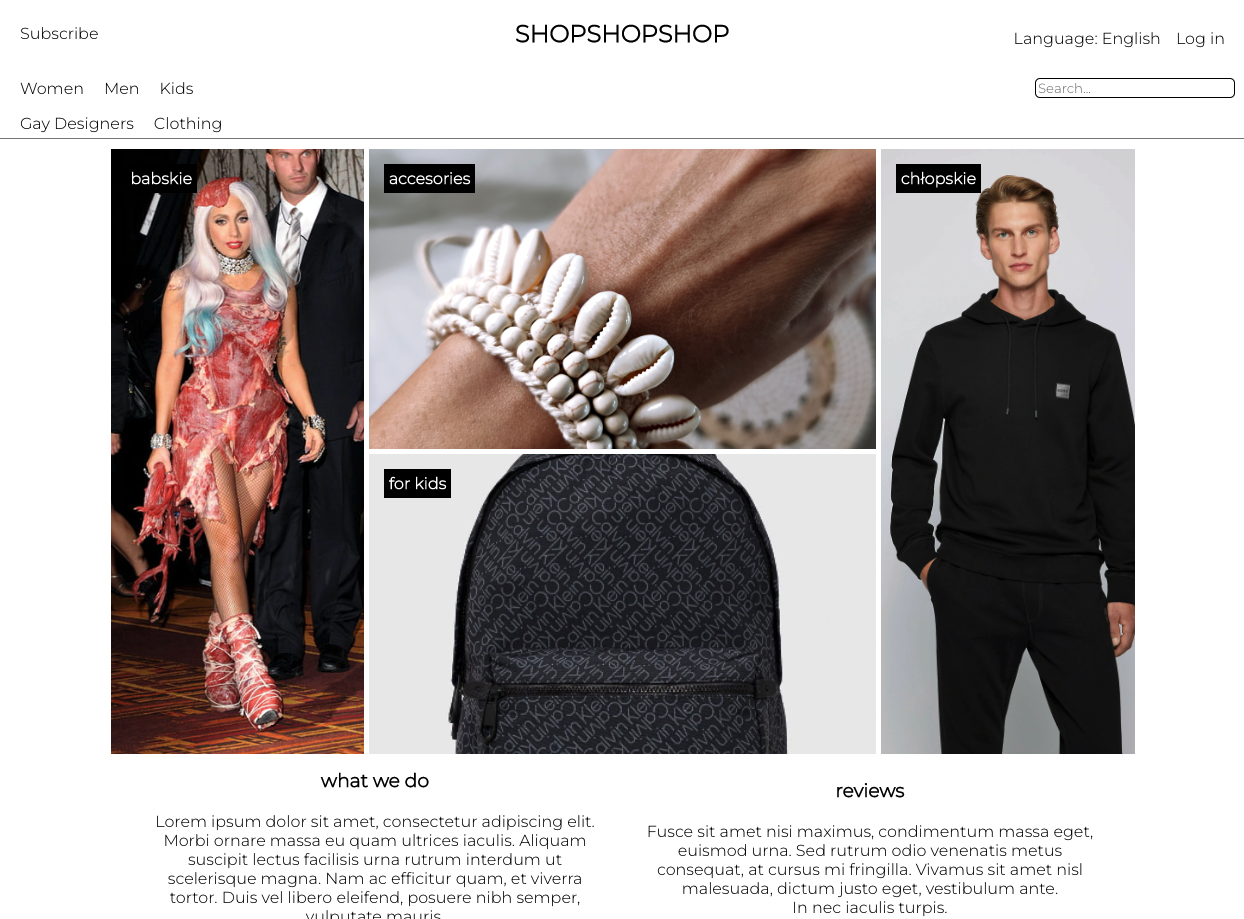 Subscribe
SHOPSHOPSHOP
Language: English Log in
Women Men Kids
Search...
Gay Designers Clothing
babskie
accesories
chłopskie
for kids
what we do
Lorem ipsum dolor sit amet, consectetur adipiscing elit.
Morbi ornare massa eu quam ultrices iaculis. Aliquam
suscipit lectus facilisis urna rutrum interdum ut
scelerisque magna. Nam ac efficitur quam, et viverra
tortor. Duis vel libero eleifend, posuere nibh semper,
vulputate mauris.
reviews
Fusce sit amet nisi maximus, condimentum massa eget,
euismod urna. Sed rutrum odio venenatis metus
consequat, at cursus mi fringilla. Vivamus sit amet nisl
malesuada, dictum justo eget, vestibulum ante.
In nec iaculis turpis.